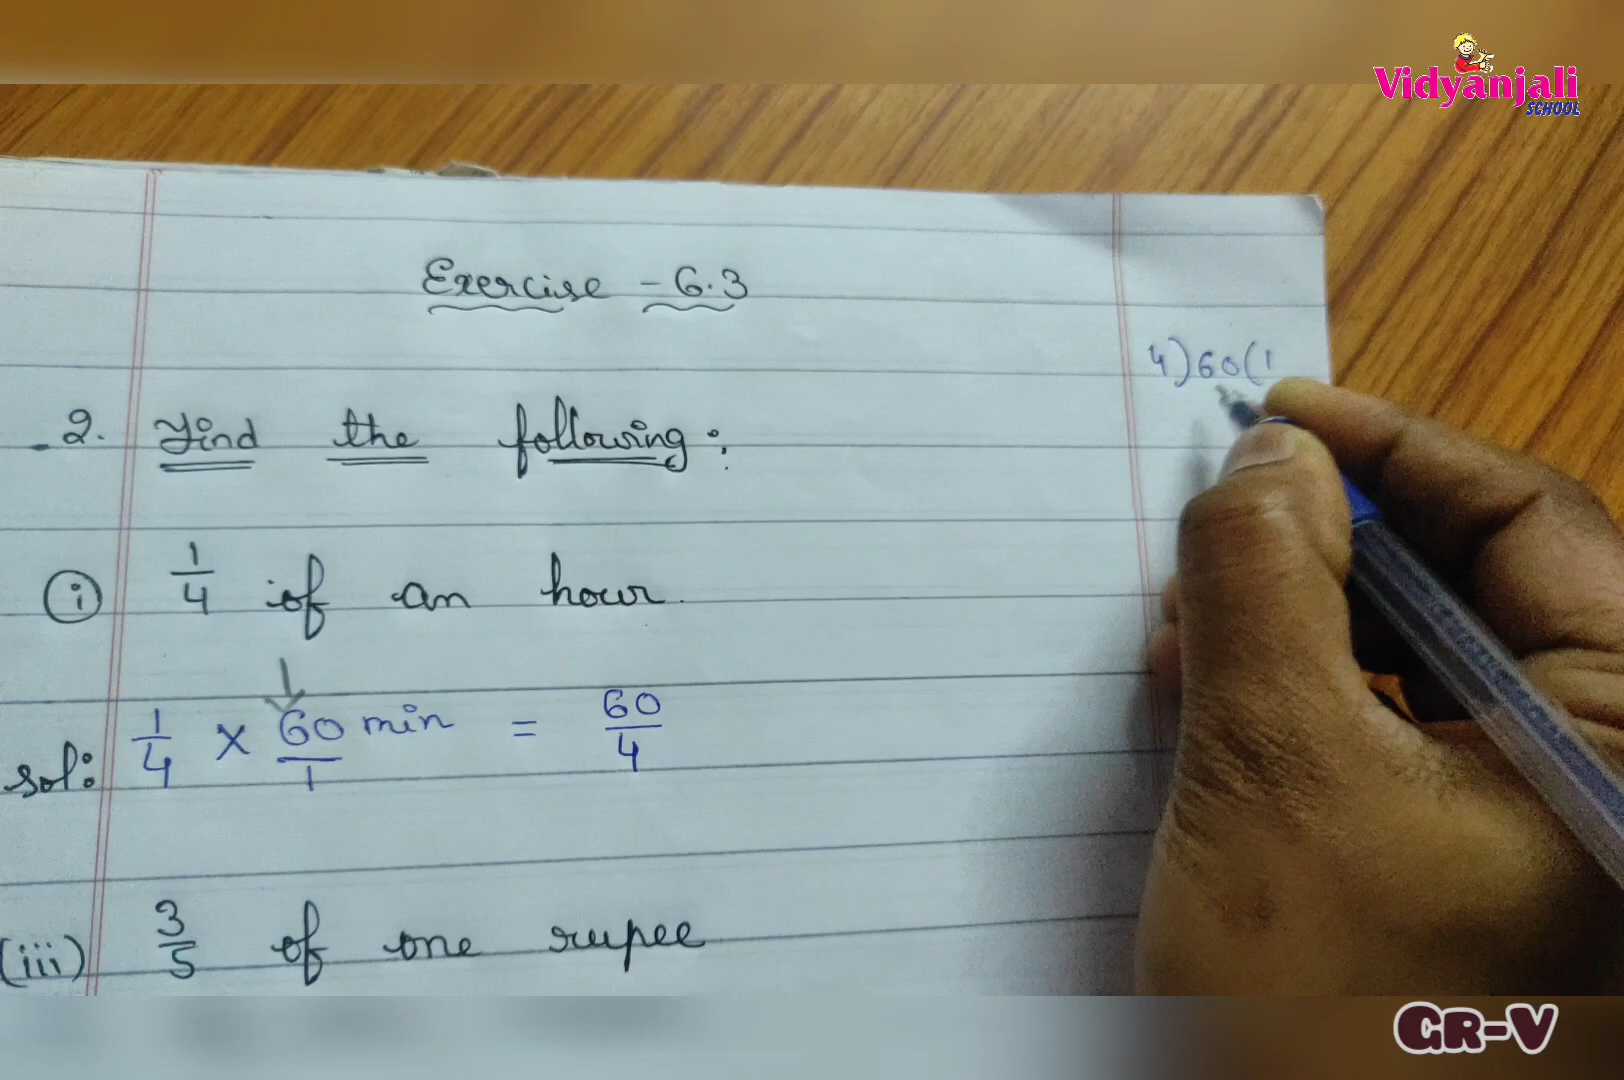 Vidyanjali
SCHOOL
Exercise - 6.3
4)60(1
2. Find the following:
(i) 1/4 of an hour.
sol: 1/4 × 60/1 min = 60/4
(iii) 3/5 of one rupee
GR-V